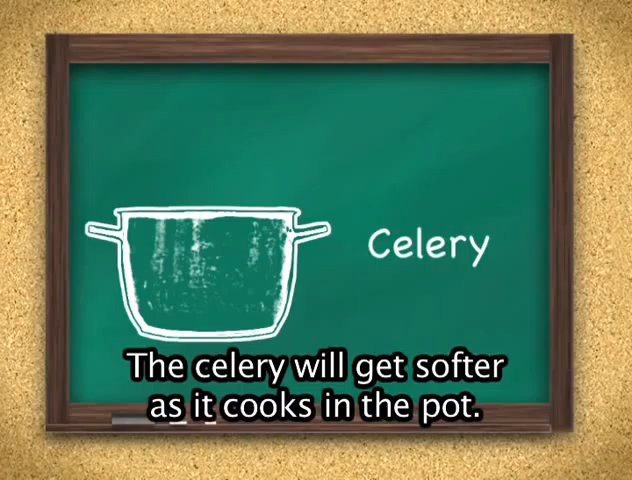 Celery
The celery will get softer
as it cooks in the pot.